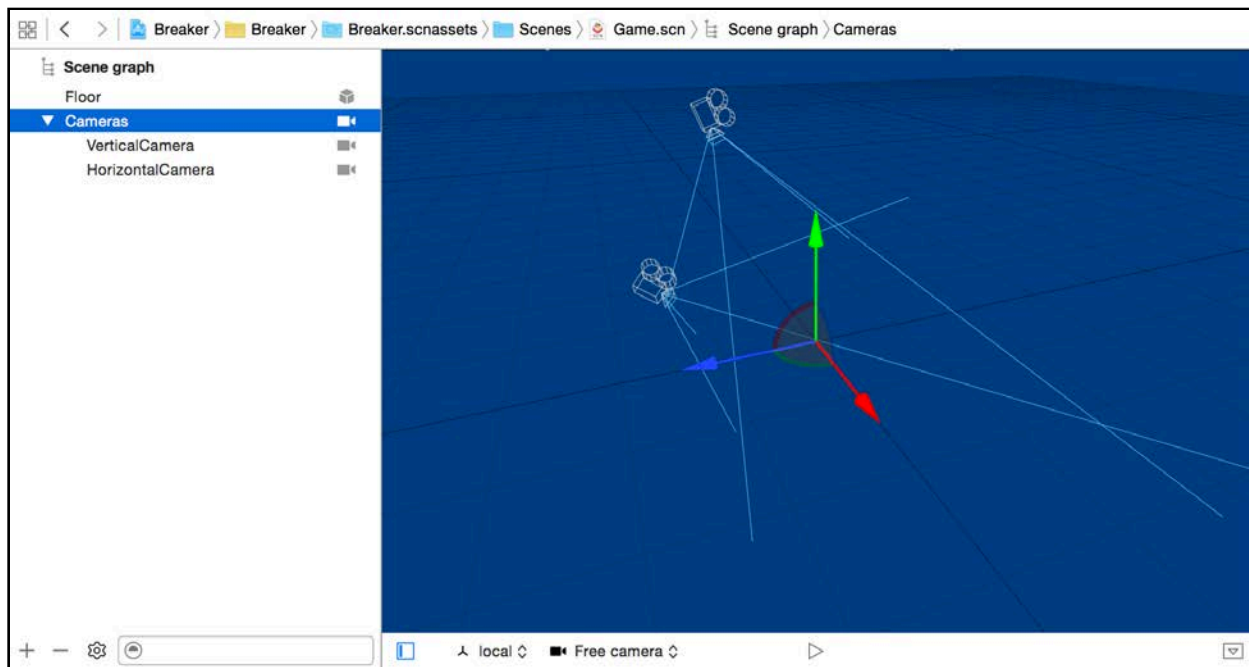 Breaker Breaker Breaker.scnassets Scenes Game.scn Scene graph Cameras
Scene graph
Floor
Cameras
VerticalCamera
HorizontalCamera
local Free camera